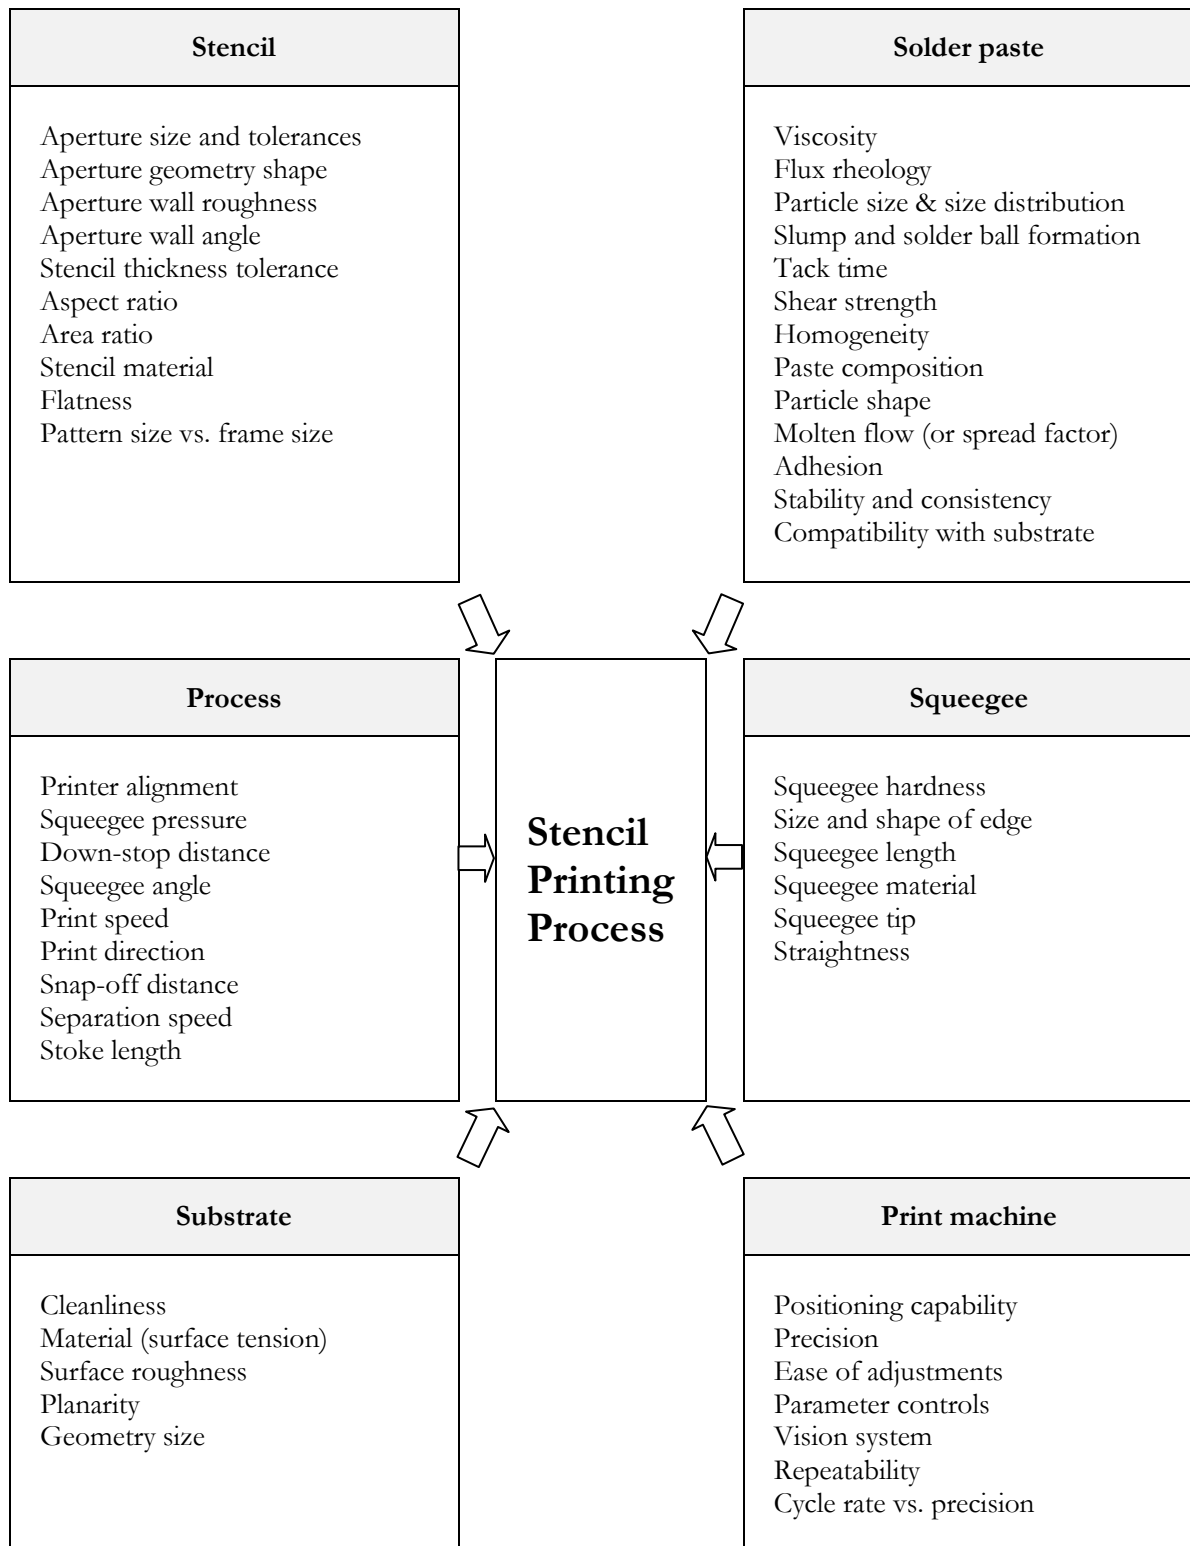 Stencil
Aperture size and tolerances
Aperture geometry shape
Aperture wall roughness
Aperture wall angle
Stencil thickness tolerance
Aspect ratio
Area ratio
Stencil material
Flatness
Pattern size vs. frame size
Solder paste
Viscosity
Flux rheology
Particle size & size distribution
Slump and solder ball formation
Tack time
Shear strength
Homogeneity
Paste composition
Particle shape
Molten flow (or spread factor)
Adhesion
Stability and consistency
Compatibility with substrate
Process
Printer alignment
Squeegee pressure
Down-stop distance
Squeegee angle
Print speed
Print direction
Snap-off distance
Separation speed
Stoke length
Stencil
Printing
Process
Squeegee
Squeegee hardness
Size and shape of edge
Squeegee length
Squeegee material
Squeegee tip
Straightness
Substrate
Cleanliness
Material (surface tension)
Surface roughness
Planarity
Geometry size
Print machine
Positioning capability
Precision
Ease of adjustments
Parameter controls
Vision system
Repeatability
Cycle rate vs. precision